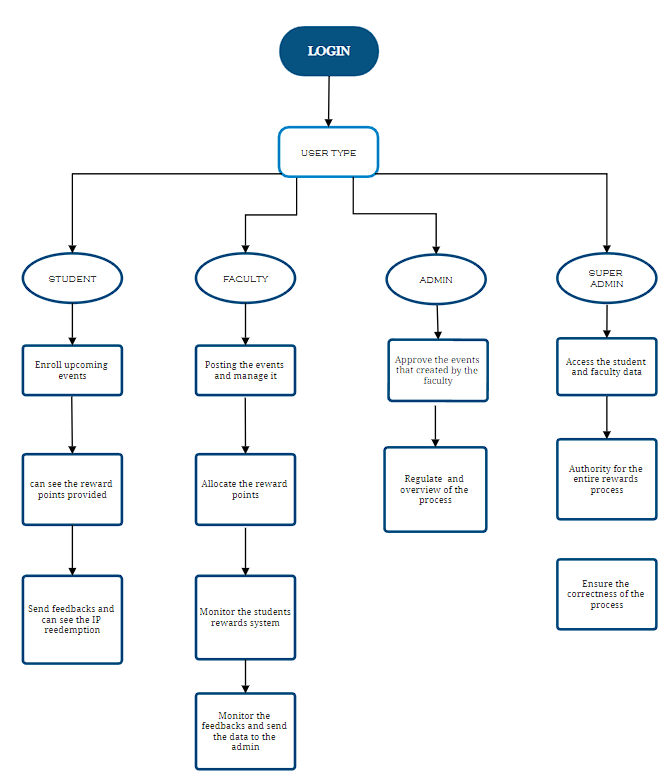 LOGIN
USER TYPE
STUDENT
FACULTY
ADMIN
SUPER
ADMIN
Enroll upcoming
events
Posting the events
and manage it
Approve the events
that created by the
faculty
Access the student
and faculty data
can see the reward
points provided
Allocate the reward
points
Regulate and
overview of the
process
Authority for the
entire rewards
process
Send feedbacks and
can see the IP
reedemption
Monitor the students
rewards system
Ensure the
correctness of the
process
Monitor the
feedbacks and send
the data to the
admin